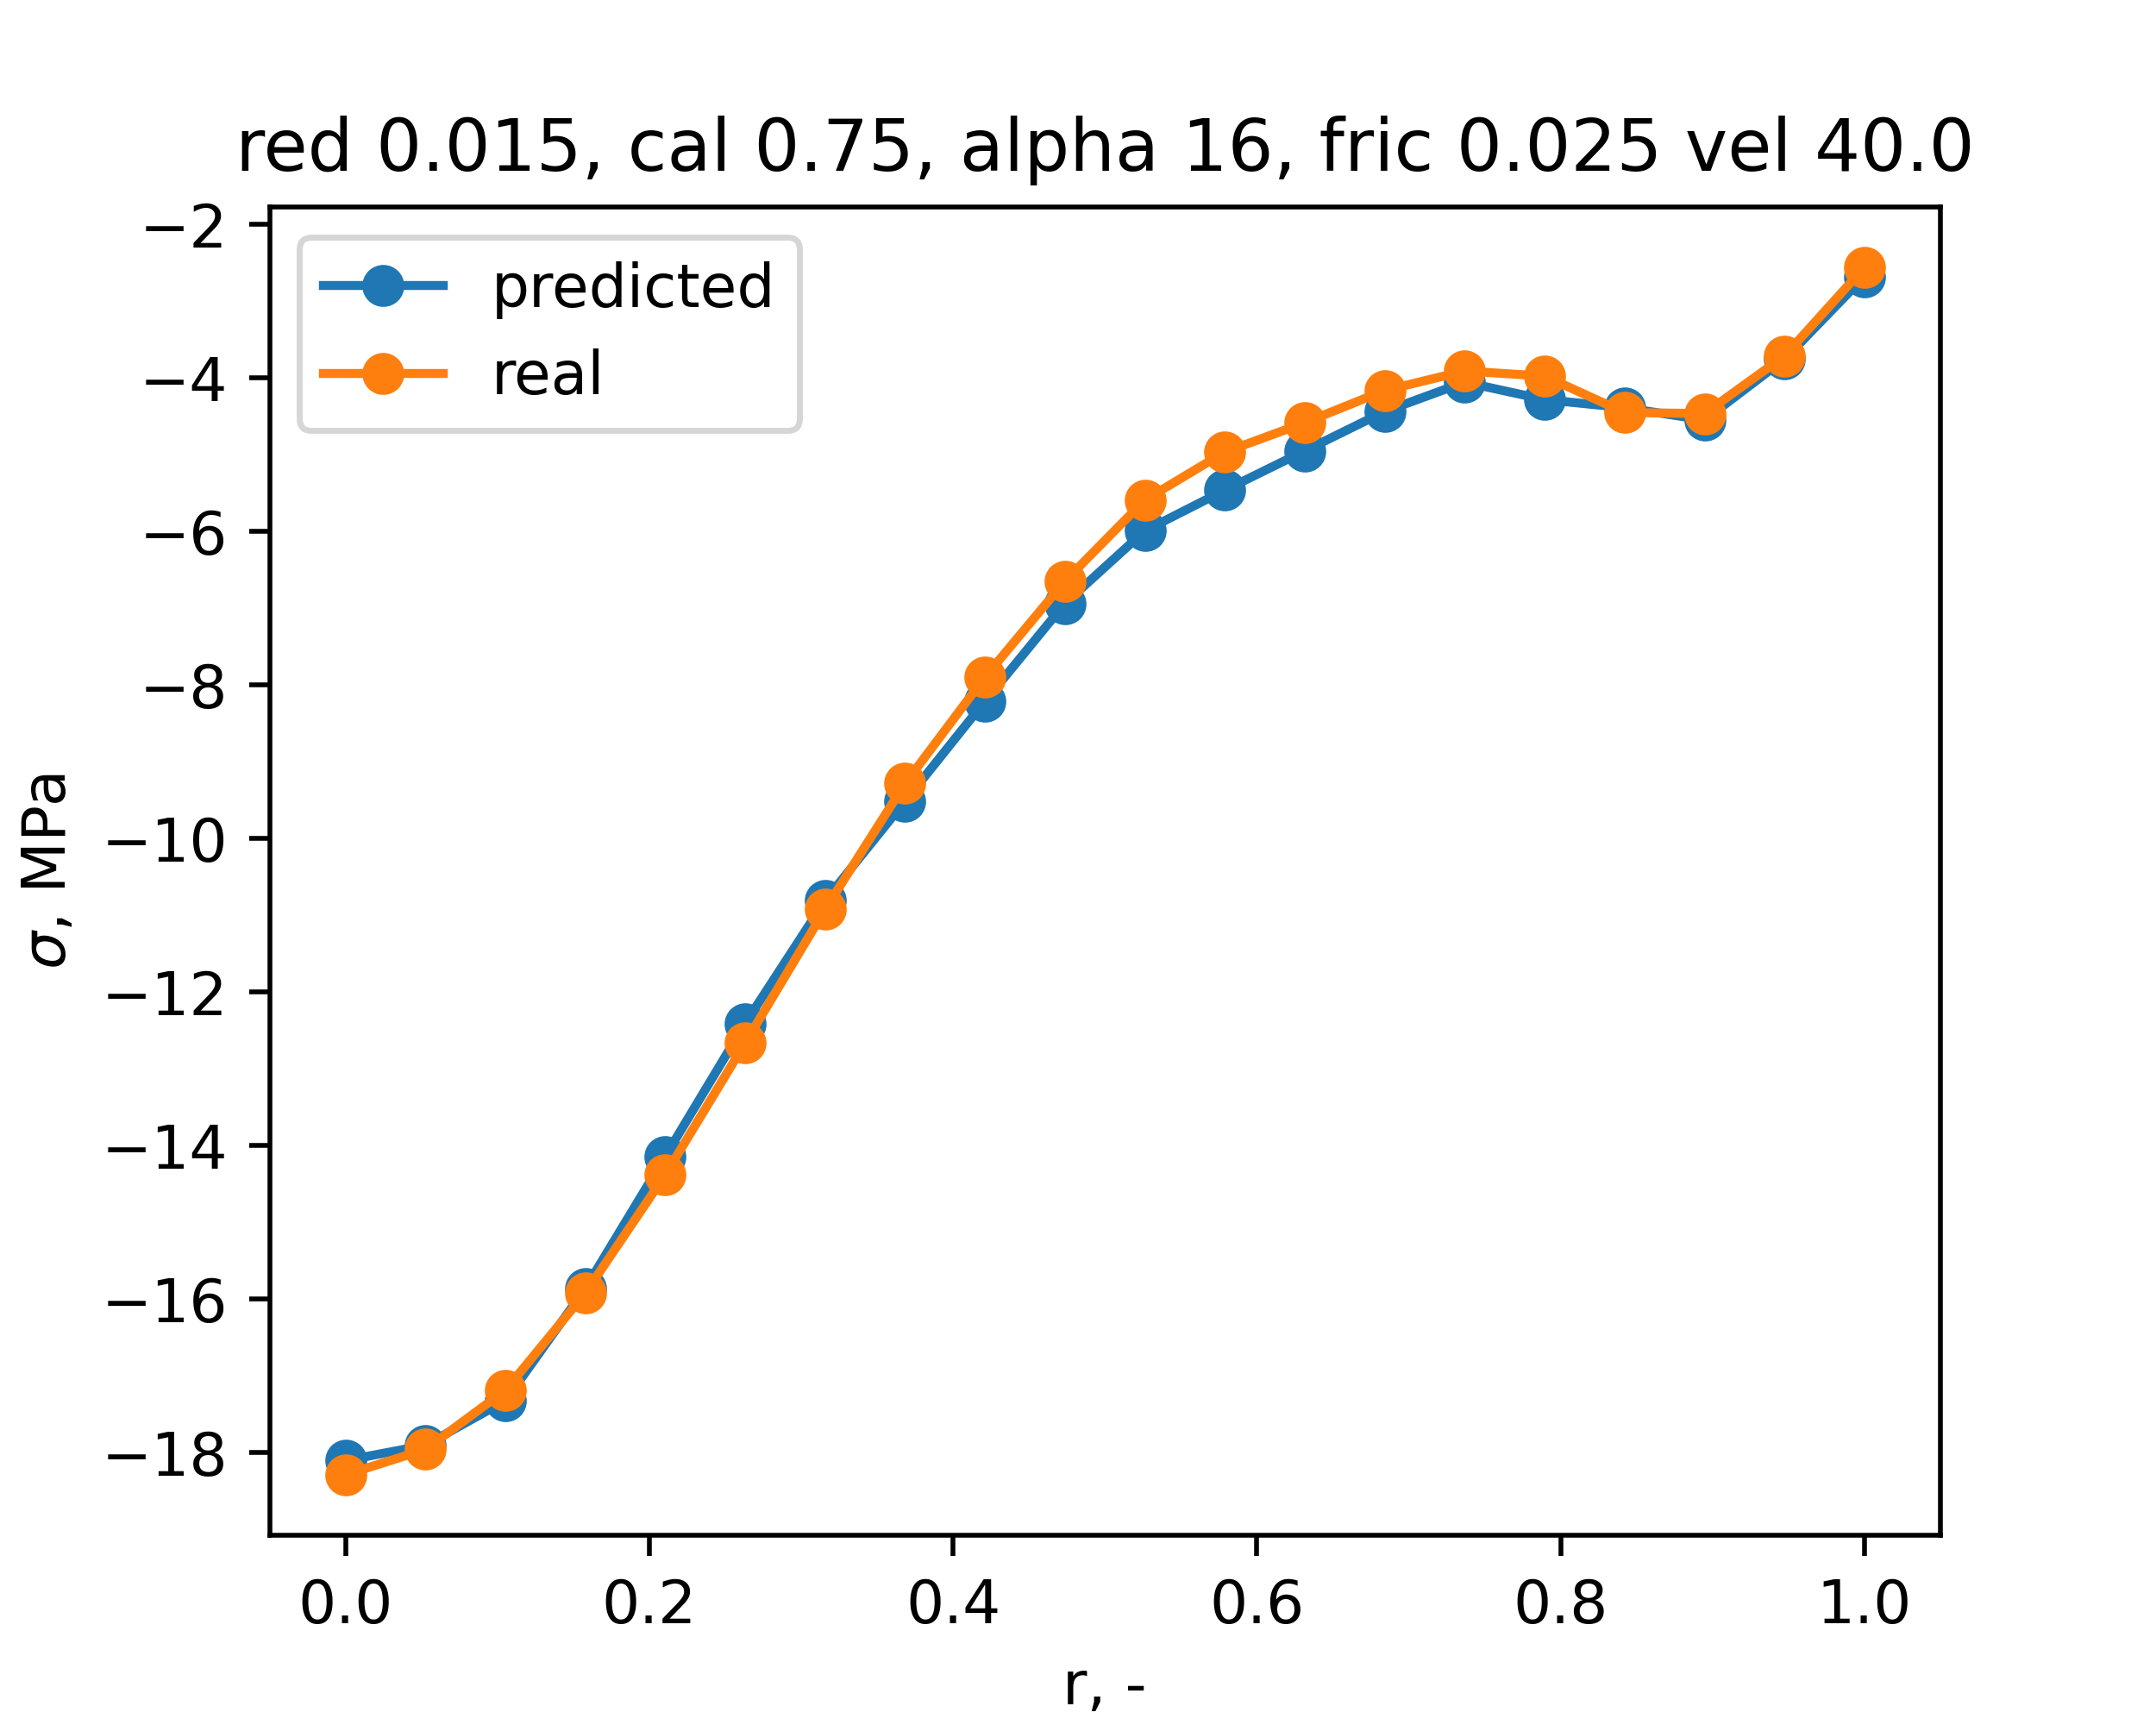 red 0.015, cal 0.75, alpha 16, fric 0.025 vel 40.0
predicted
real
−2
−4
−6
−8
−10
−12
−14
−16
−18
σ, MPa
0.0 0.2 0.4 0.6 0.8 1.0
r, -